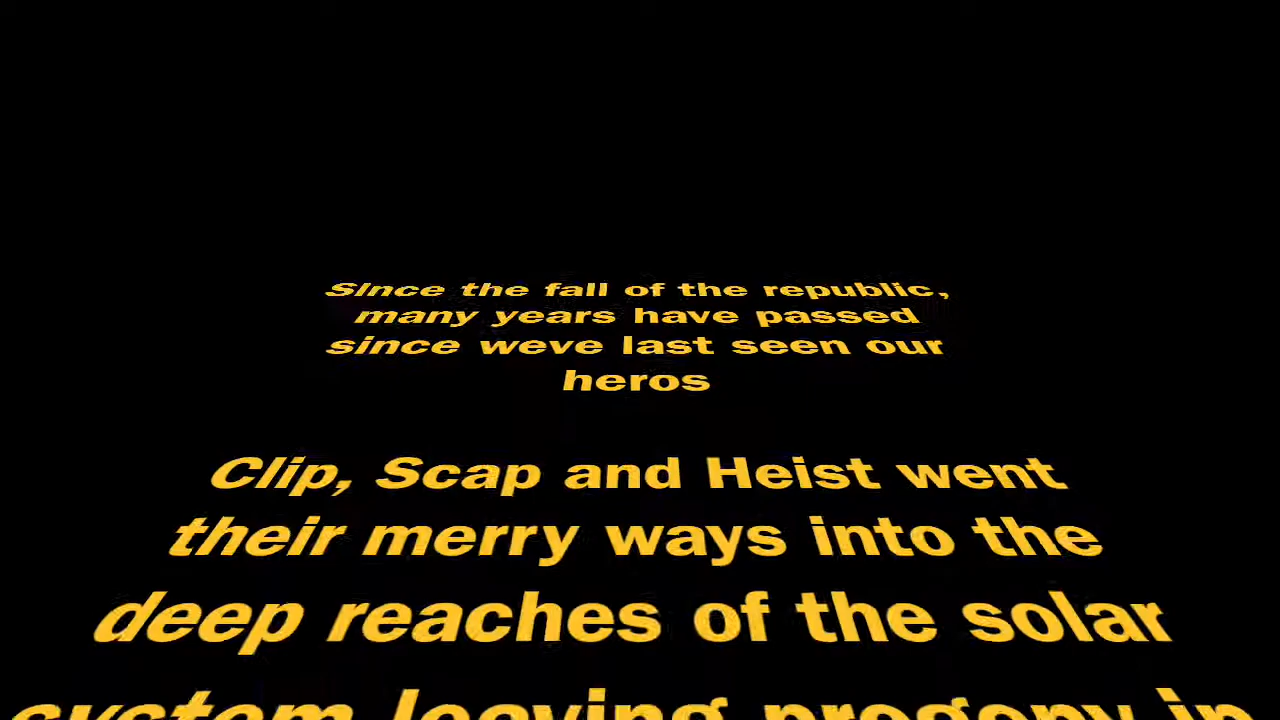 Since the fall of the republic,
many years have passed
since weve last seen our
heros
Clip, Scap and Heist went
their merry ways into the
deep reaches of the solar
system leaving progeny in